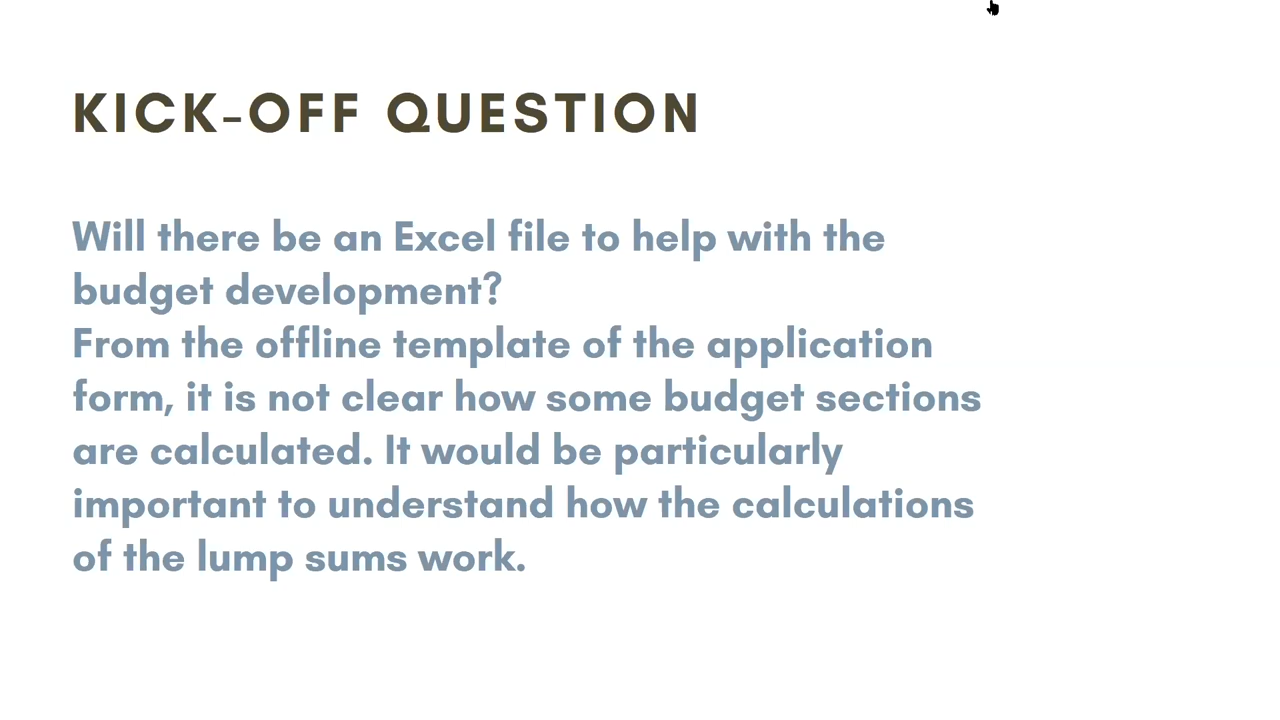 KICK-OFF QUESTION
Will there be an Excel file to help with the
budget development?
From the offline template of the application
form, it is not clear how some budget sections
are calculated. It would be particularly
important to understand how the calculations
of the lump sums work.